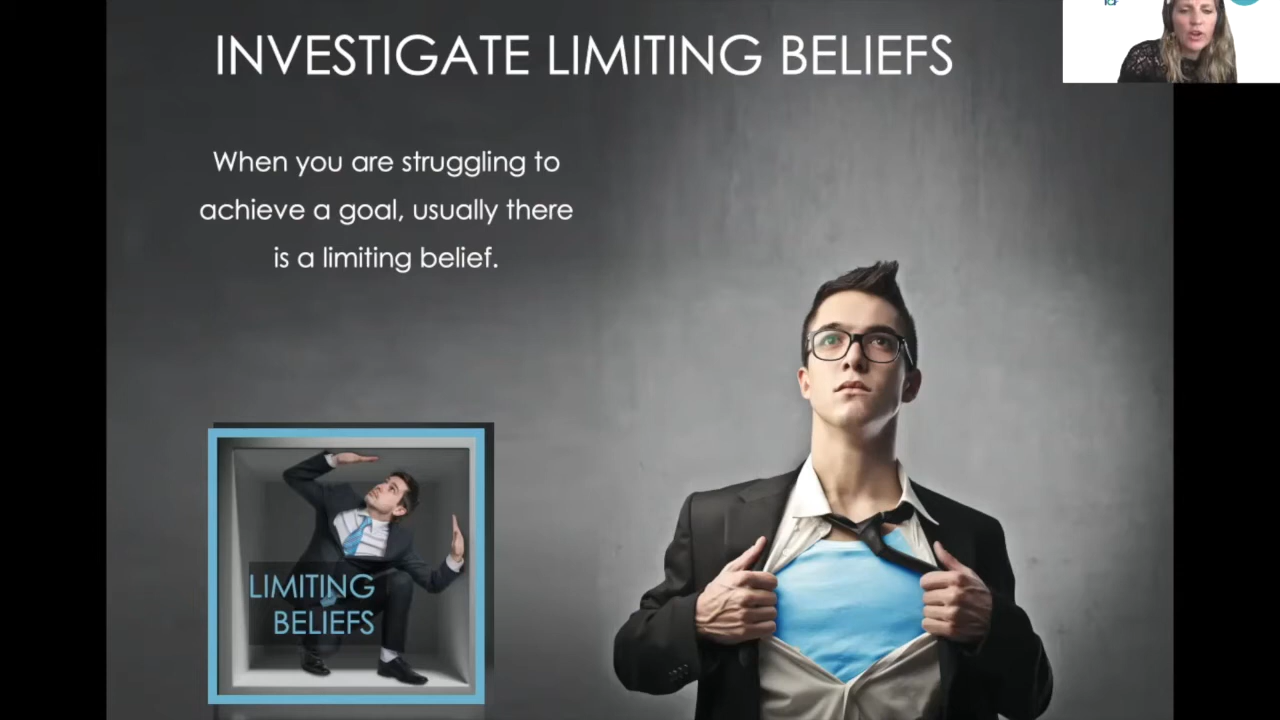 INVESTIGATE LIMITING BELIEFS
When you are struggling to
achieve a goal, usually there
is a limiting belief.
LIMITING
BELIEFS